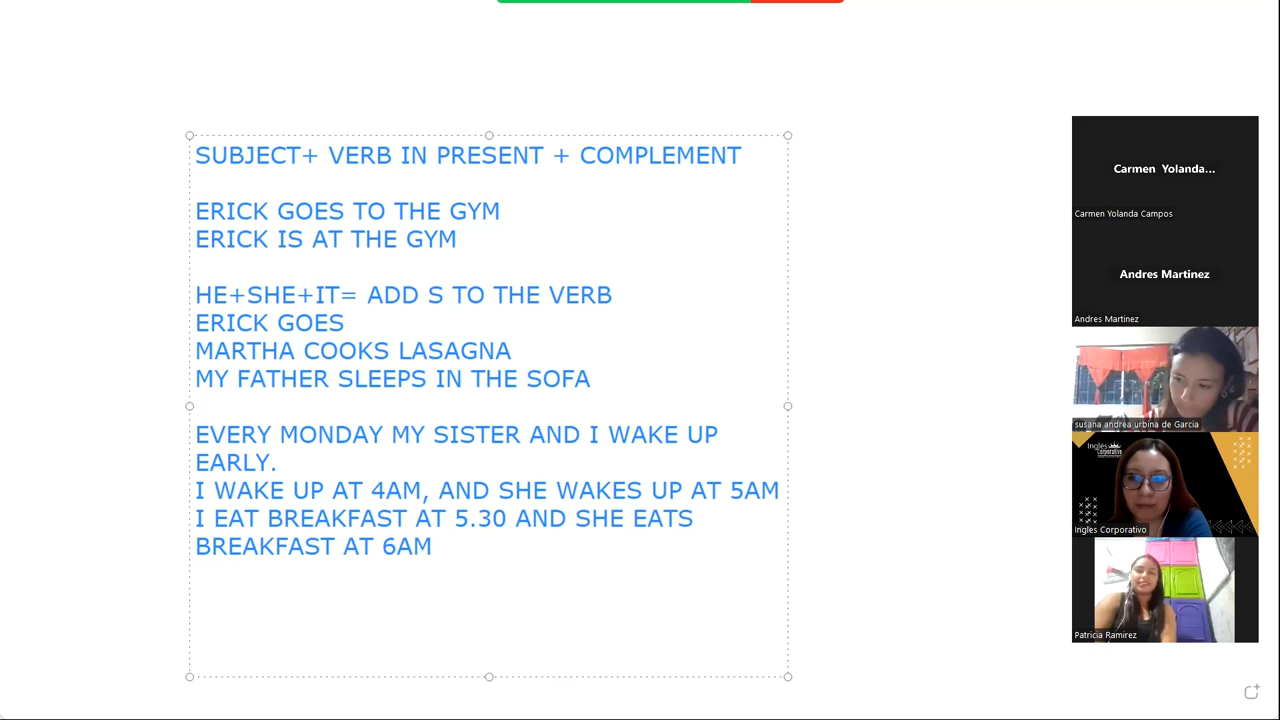 SUBJECT+ VERB IN PRESENT + COMPLEMENT
ERICK GOES TO THE GYM
ERICK IS AT THE GYM
HE+SHE+IT= ADD S TO THE VERB
ERICK GOES
MARTHA COOKS LASAGNA
MY FATHER SLEEPS IN THE SOFA
EVERY MONDAY MY SISTER AND I WAKE UP
EARLY.
I WAKE UP AT 4AM, AND SHE WAKES UP AT 5AM
I EAT BREAKFAST AT 5.30 AND SHE EATS
BREAKFAST AT 6AM
Carmen Yolanda...
Carmen Yolanda Campos
Andres Martinez
Andres Martinez
susana andrea urbina de Garcia
Inglés
Corporativo
Ingles Corporativo
Patricia Ramirez